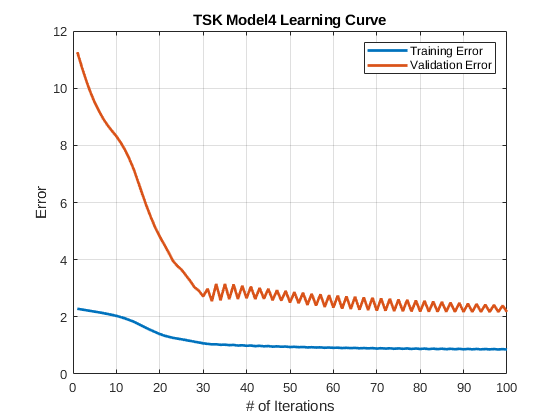 TSK Model4 Learning Curve
Training Error
Validation Error
12
10
8
6
4
2
0
Error
0 10 20 30 40 50 60 70 80 90 100
# of Iterations